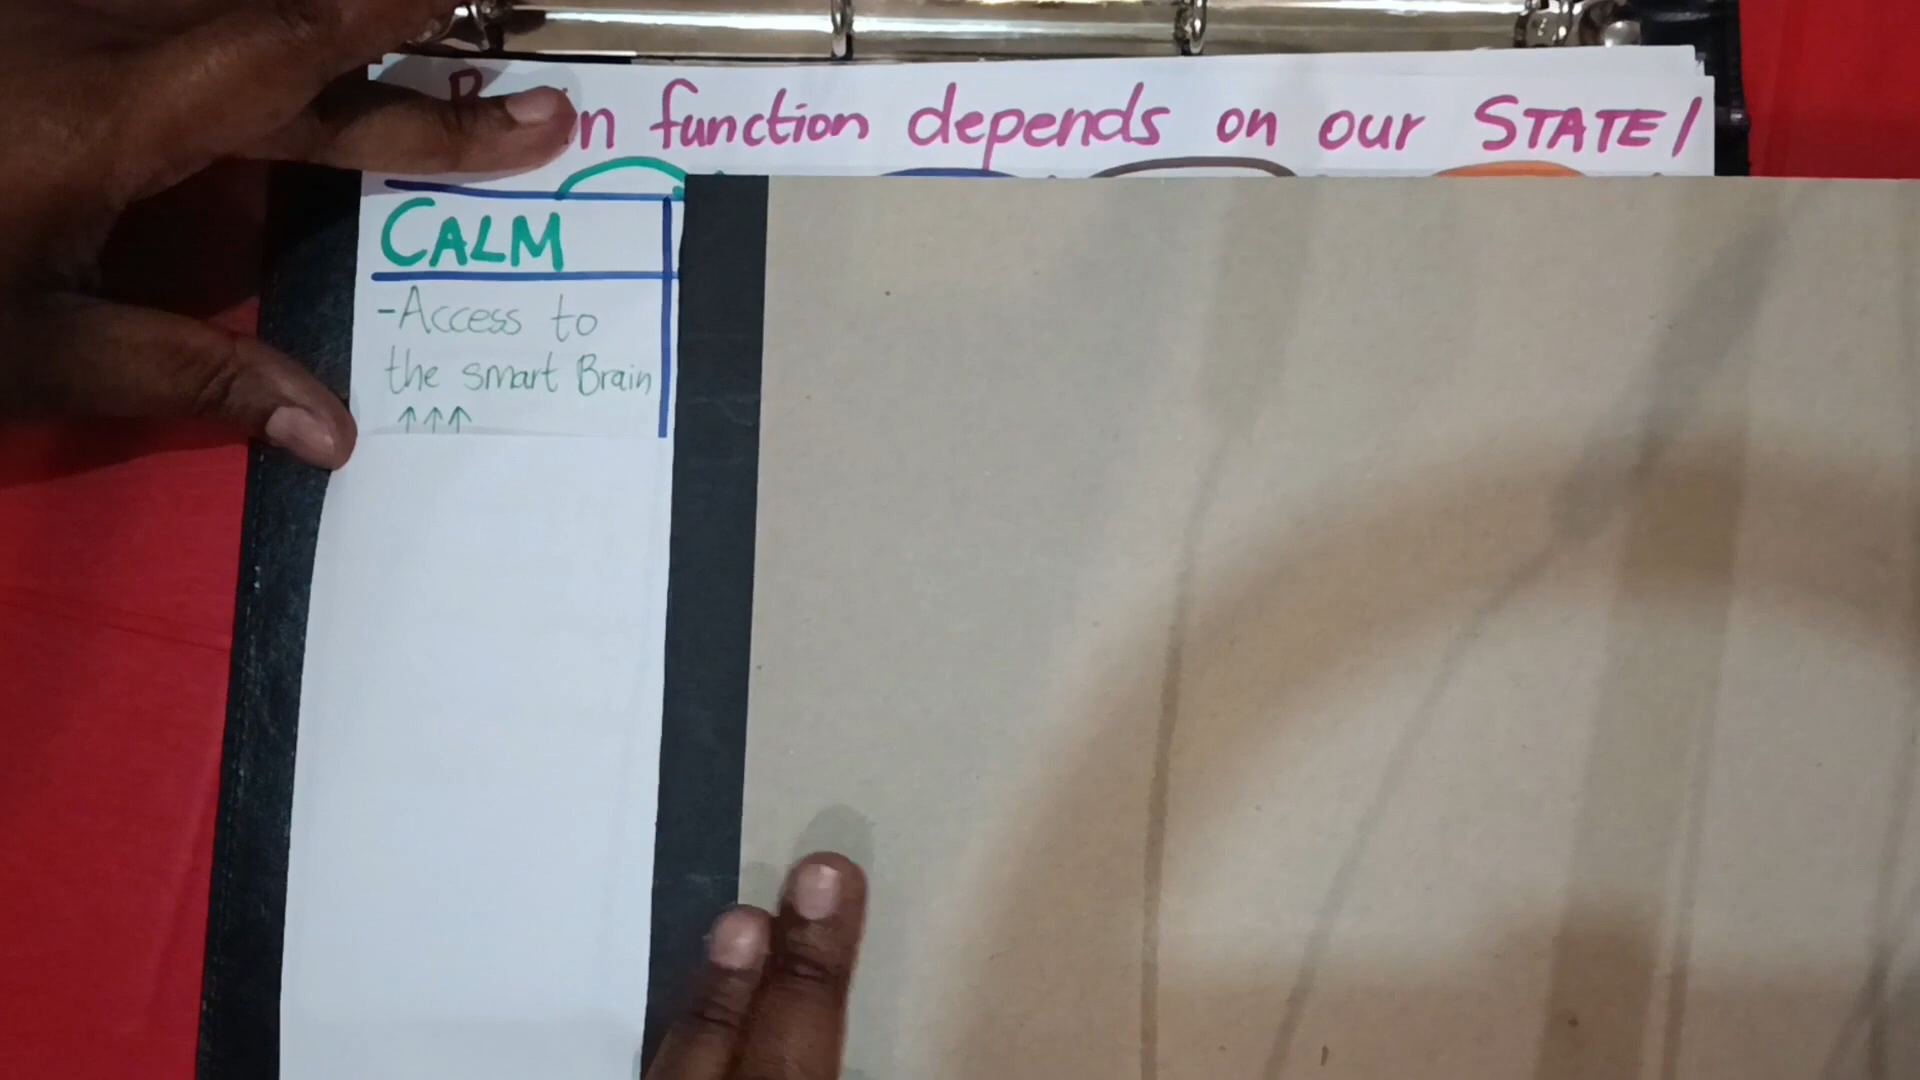 function depends on our STATE/
CALM
-Access to
the smart Brain
↑↑↑